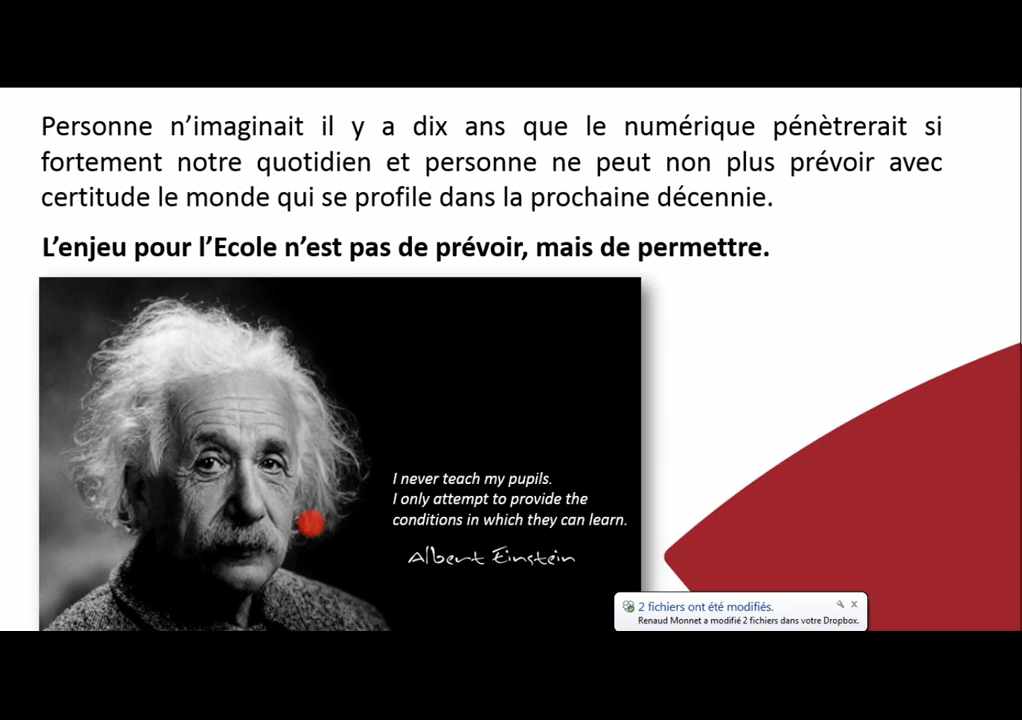 Personne n'imaginait il y a dix ans que le numérique pénètrerait si
fortement notre quotidien et personne ne peut non plus prévoir avec
certitude le monde qui se profile dans la prochaine décennie.
L'enjeu pour l'Ecole n'est pas de prévoir, mais de permettre.
I never teach my pupils.
I only attempt to provide the
conditions in which they can learn.
Albert Einstein
2 fichiers ont été modifiés.
Renaud Monnet a modifié 2 fichiers dans votre Dropbox.